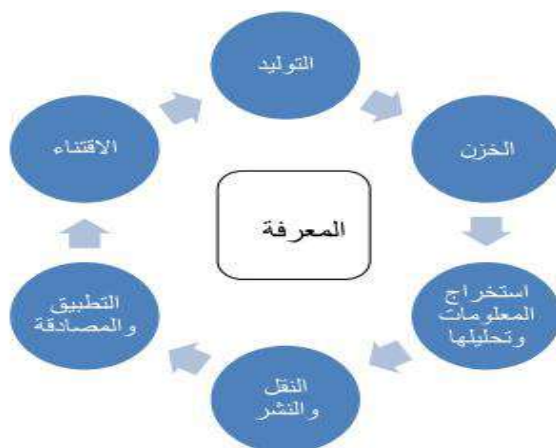 التوليد
الخزن
استخراج
المعلومات
وتحليلها
النقل
والنشر
التطبيق
والمصادقة
الاقتناء
المعرفة